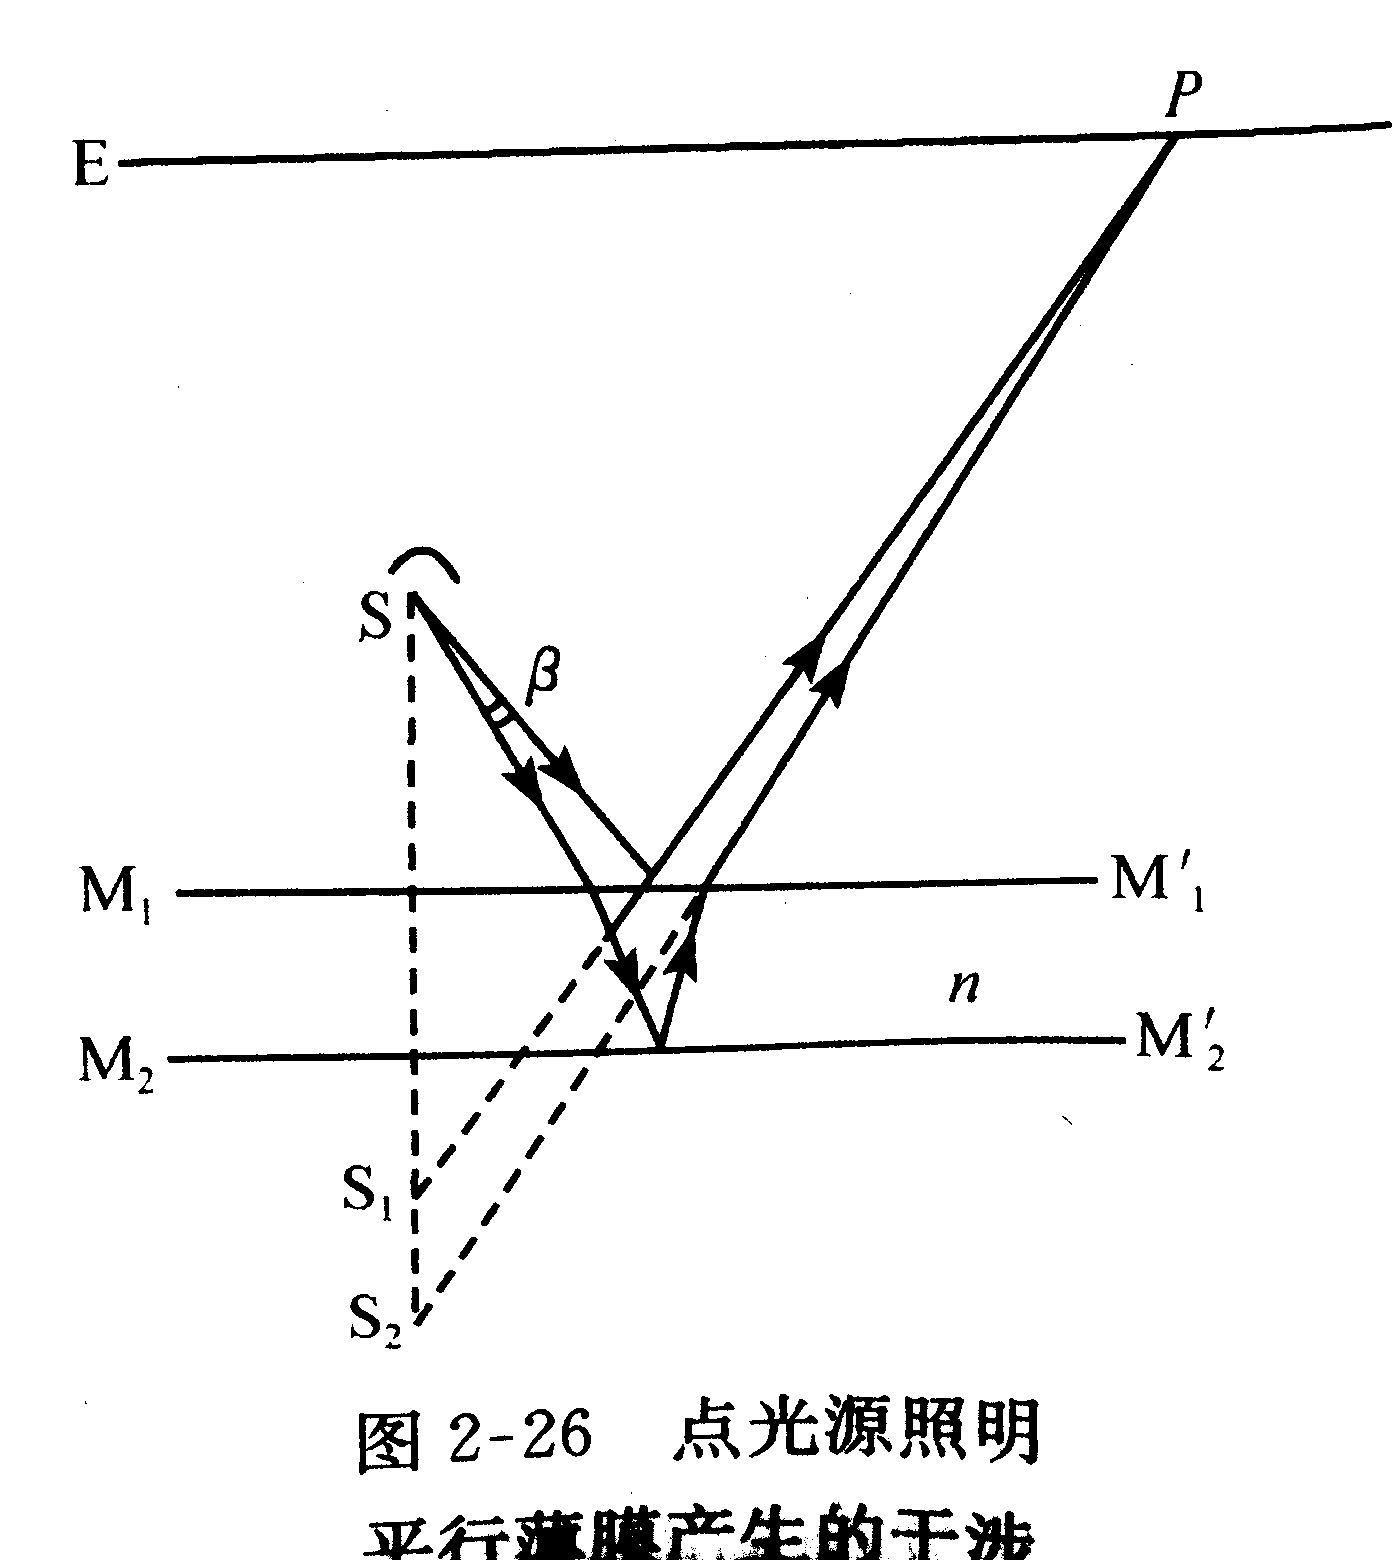 P
E
S
β
M₁ M′₁
n
M₂ M′₂
S₁
S₂
图 2-26 点光源照明
平行薄膜产生的干涉